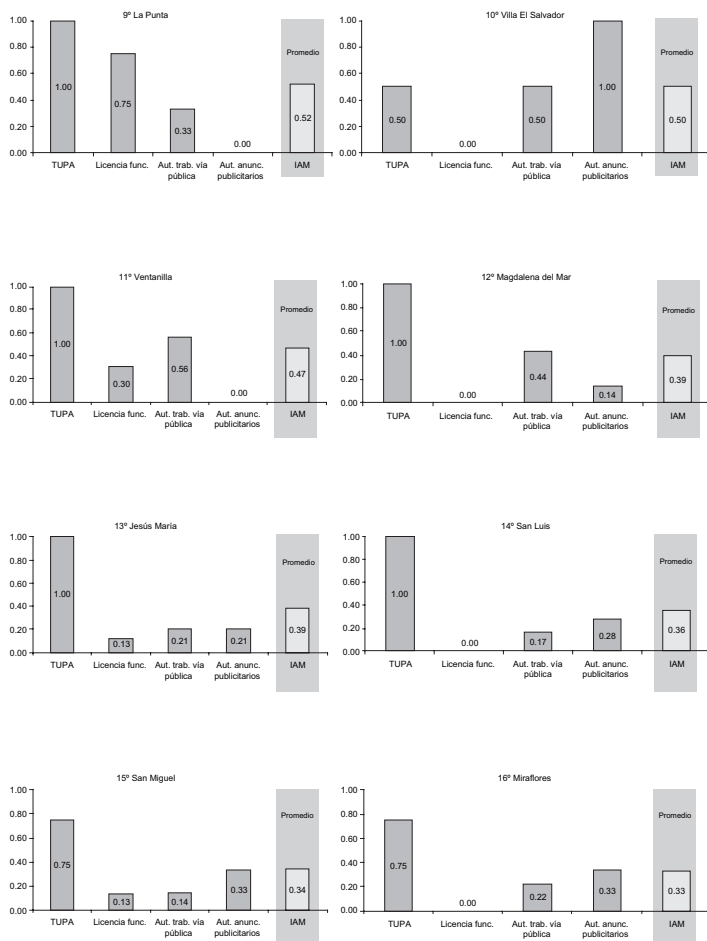 9º La Punta
1.00
0.80
0.60
0.40
0.20
0.00
1.00
0.75
0.33
0.00
Promedio
0.52
TUPA
Licencia func.
Aut. trab. vía
pública
Aut. anunc.
publicitarios
IAM
10º Villa El Salvador
1.00
0.80
0.60
0.40
0.20
0.00
0.50
0.00
0.50
1.00
Promedio
0.50
TUPA
Licencia func.
Aut. trab. vía
pública
Aut. anunc.
publicitarios
IAM
11º Ventanilla
1.00
0.80
0.60
0.40
0.20
0.00
1.00
0.30
0.56
0.00
Promedio
0.47
TUPA
Licencia func.
Aut. trab. vía
pública
Aut. anunc.
publicitarios
IAM
12º Magdalena del Mar
1.00
0.80
0.60
0.40
0.20
0.00
1.00
0.00
0.44
0.14
Promedio
0.39
TUPA
Licencia func.
Aut. trab. vía
pública
Aut. anunc.
publicitarios
IAM
13º Jesús María
1.00
0.80
0.60
0.40
0.20
0.00
1.00
0.13
0.21
0.21
Promedio
0.39
TUPA
Licencia func.
Aut. trab. vía
pública
Aut. anunc.
publicitarios
IAM
14º San Luis
1.00
0.80
0.60
0.40
0.20
0.00
1.00
0.00
0.17
0.28
Promedio
0.36
TUPA
Licencia func.
Aut. trab. vía
pública
Aut. anunc.
publicitarios
IAM
15º San Miguel
1.00
0.80
0.60
0.40
0.20
0.00
0.75
0.13
0.14
0.33
Promedio
0.34
TUPA
Licencia func.
Aut. trab. vía
pública
Aut. anunc.
publicitarios
IAM
16º Miraflores
1.00
0.80
0.60
0.40
0.20
0.00
0.75
0.00
0.22
0.33
Promedio
0.33
TUPA
Licencia func.
Aut. trab. vía
pública
Aut. anunc.
publicitarios
IAM